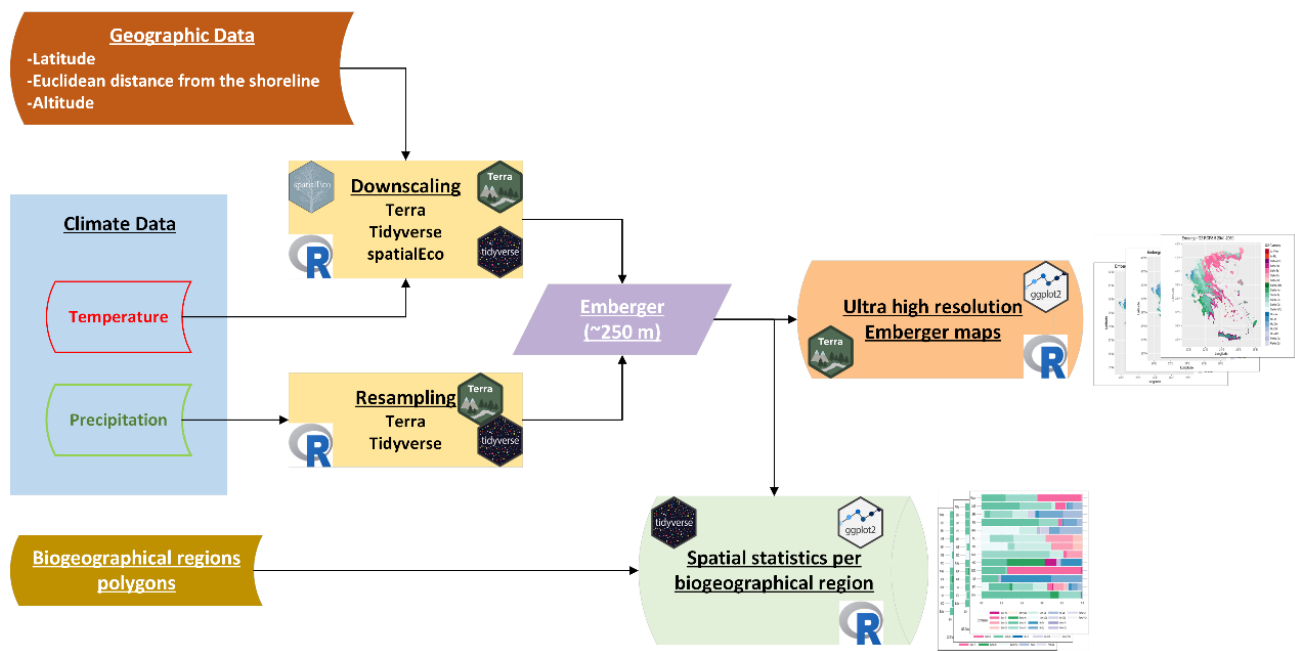 Geographic Data
-Latitude
-Euclidean distance from the shoreline
-Altitude
spatialEco
Downscaling
Terra
Tidyverse
spatialEco
Terra
tidyverse
R
Climate Data
Temperature
Precipitation
Resampling
Terra
Tidyverse
Terra
tidyverse
R
Emberger
(~250 m)
Ultra high resolution
Emberger maps
ggplot2
Terra
R
Longitude
Biogeographical regions
polygons
tidyverse
ggplot2
Spatial statistics per
biogeographical region
R